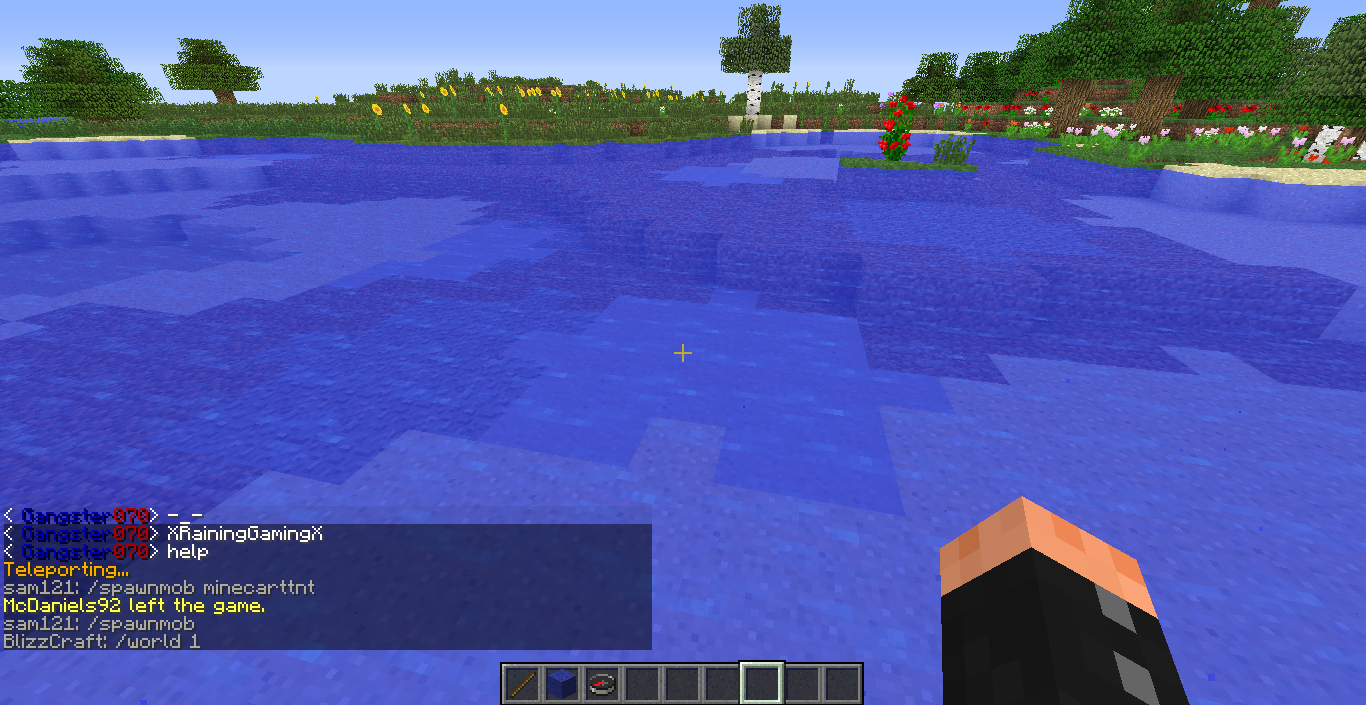 < Gangster070> -_-
< Gangster070> XRainingGamingX
< Gangster070> help
Teleporting...
sam121: /spawnmob minecarttnt
McDaniels92 left the game.
sam121: /spawnmob
BlizzCraft: /world 1